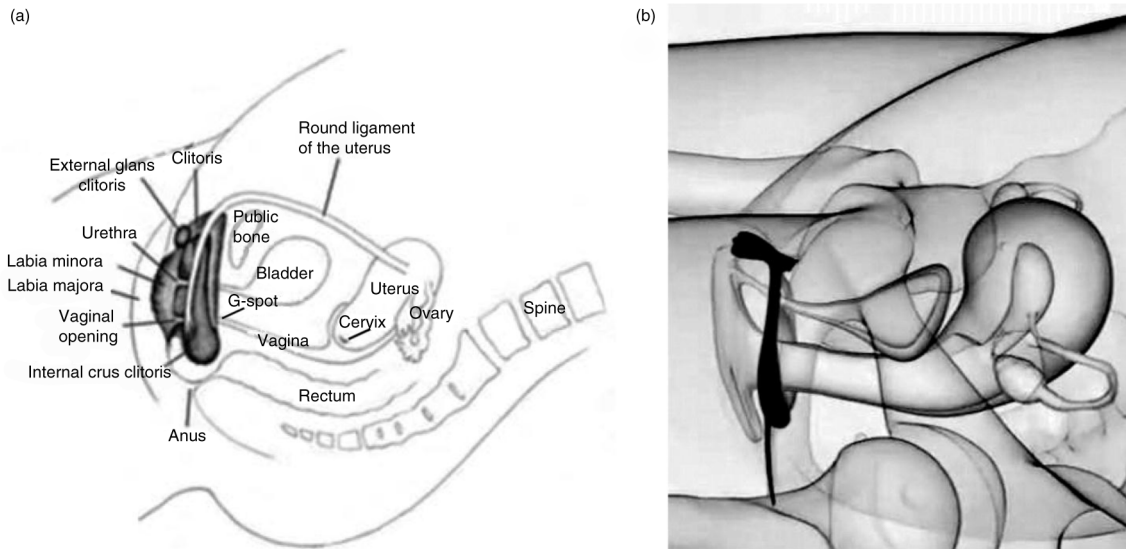 (a)
(b)
Round ligament
of the uterus
External glans
clitoris
Clitoris
Urethra
Public
bone
Labia minora
Labia majora
Bladder
G-spot
Uterus
Vaginal
opening
Cervix
Ovary
Spine
Vagina
Internal crus clitoris
Rectum
Anus